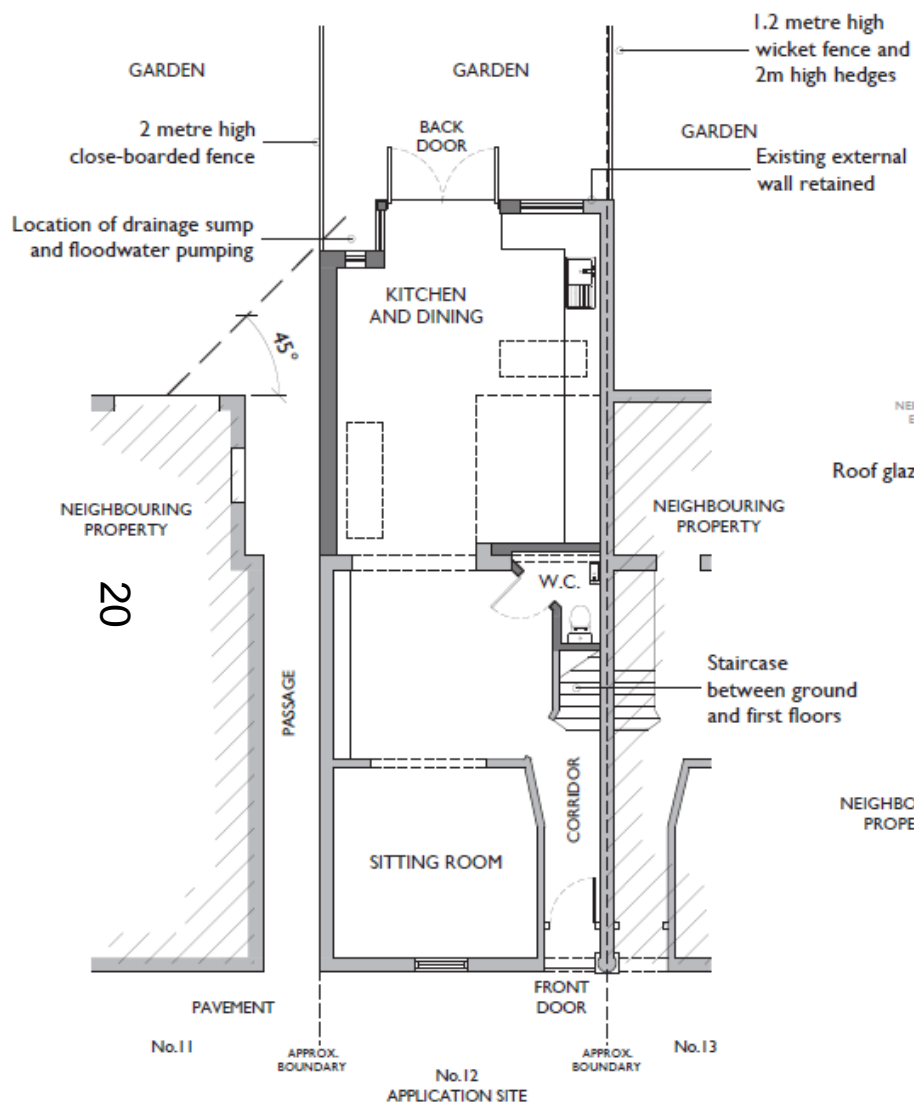 1.2 metre high
wicket fence and
2m high hedges
GARDEN
GARDEN
2 metre high
close-boarded fence
BACK
DOOR
GARDEN
Existing external
wall retained
Location of drainage sump
and floodwater pumping
KITCHEN
AND DINING
45°
Roof glaz
NEIGHBOURING
PROPERTY
NEIGHBOURING
PROPERTY
20
W.C.
PASSAGE
Staircase
between ground
and first floors
CORRIDOR
NEIGHBO
PROPE
SITTING ROOM
PAVEMENT
FRONT
DOOR
No.11
APPROX.
BOUNDARY
No.12
APPLICATION SITE
APPROX.
BOUNDARY
No.13